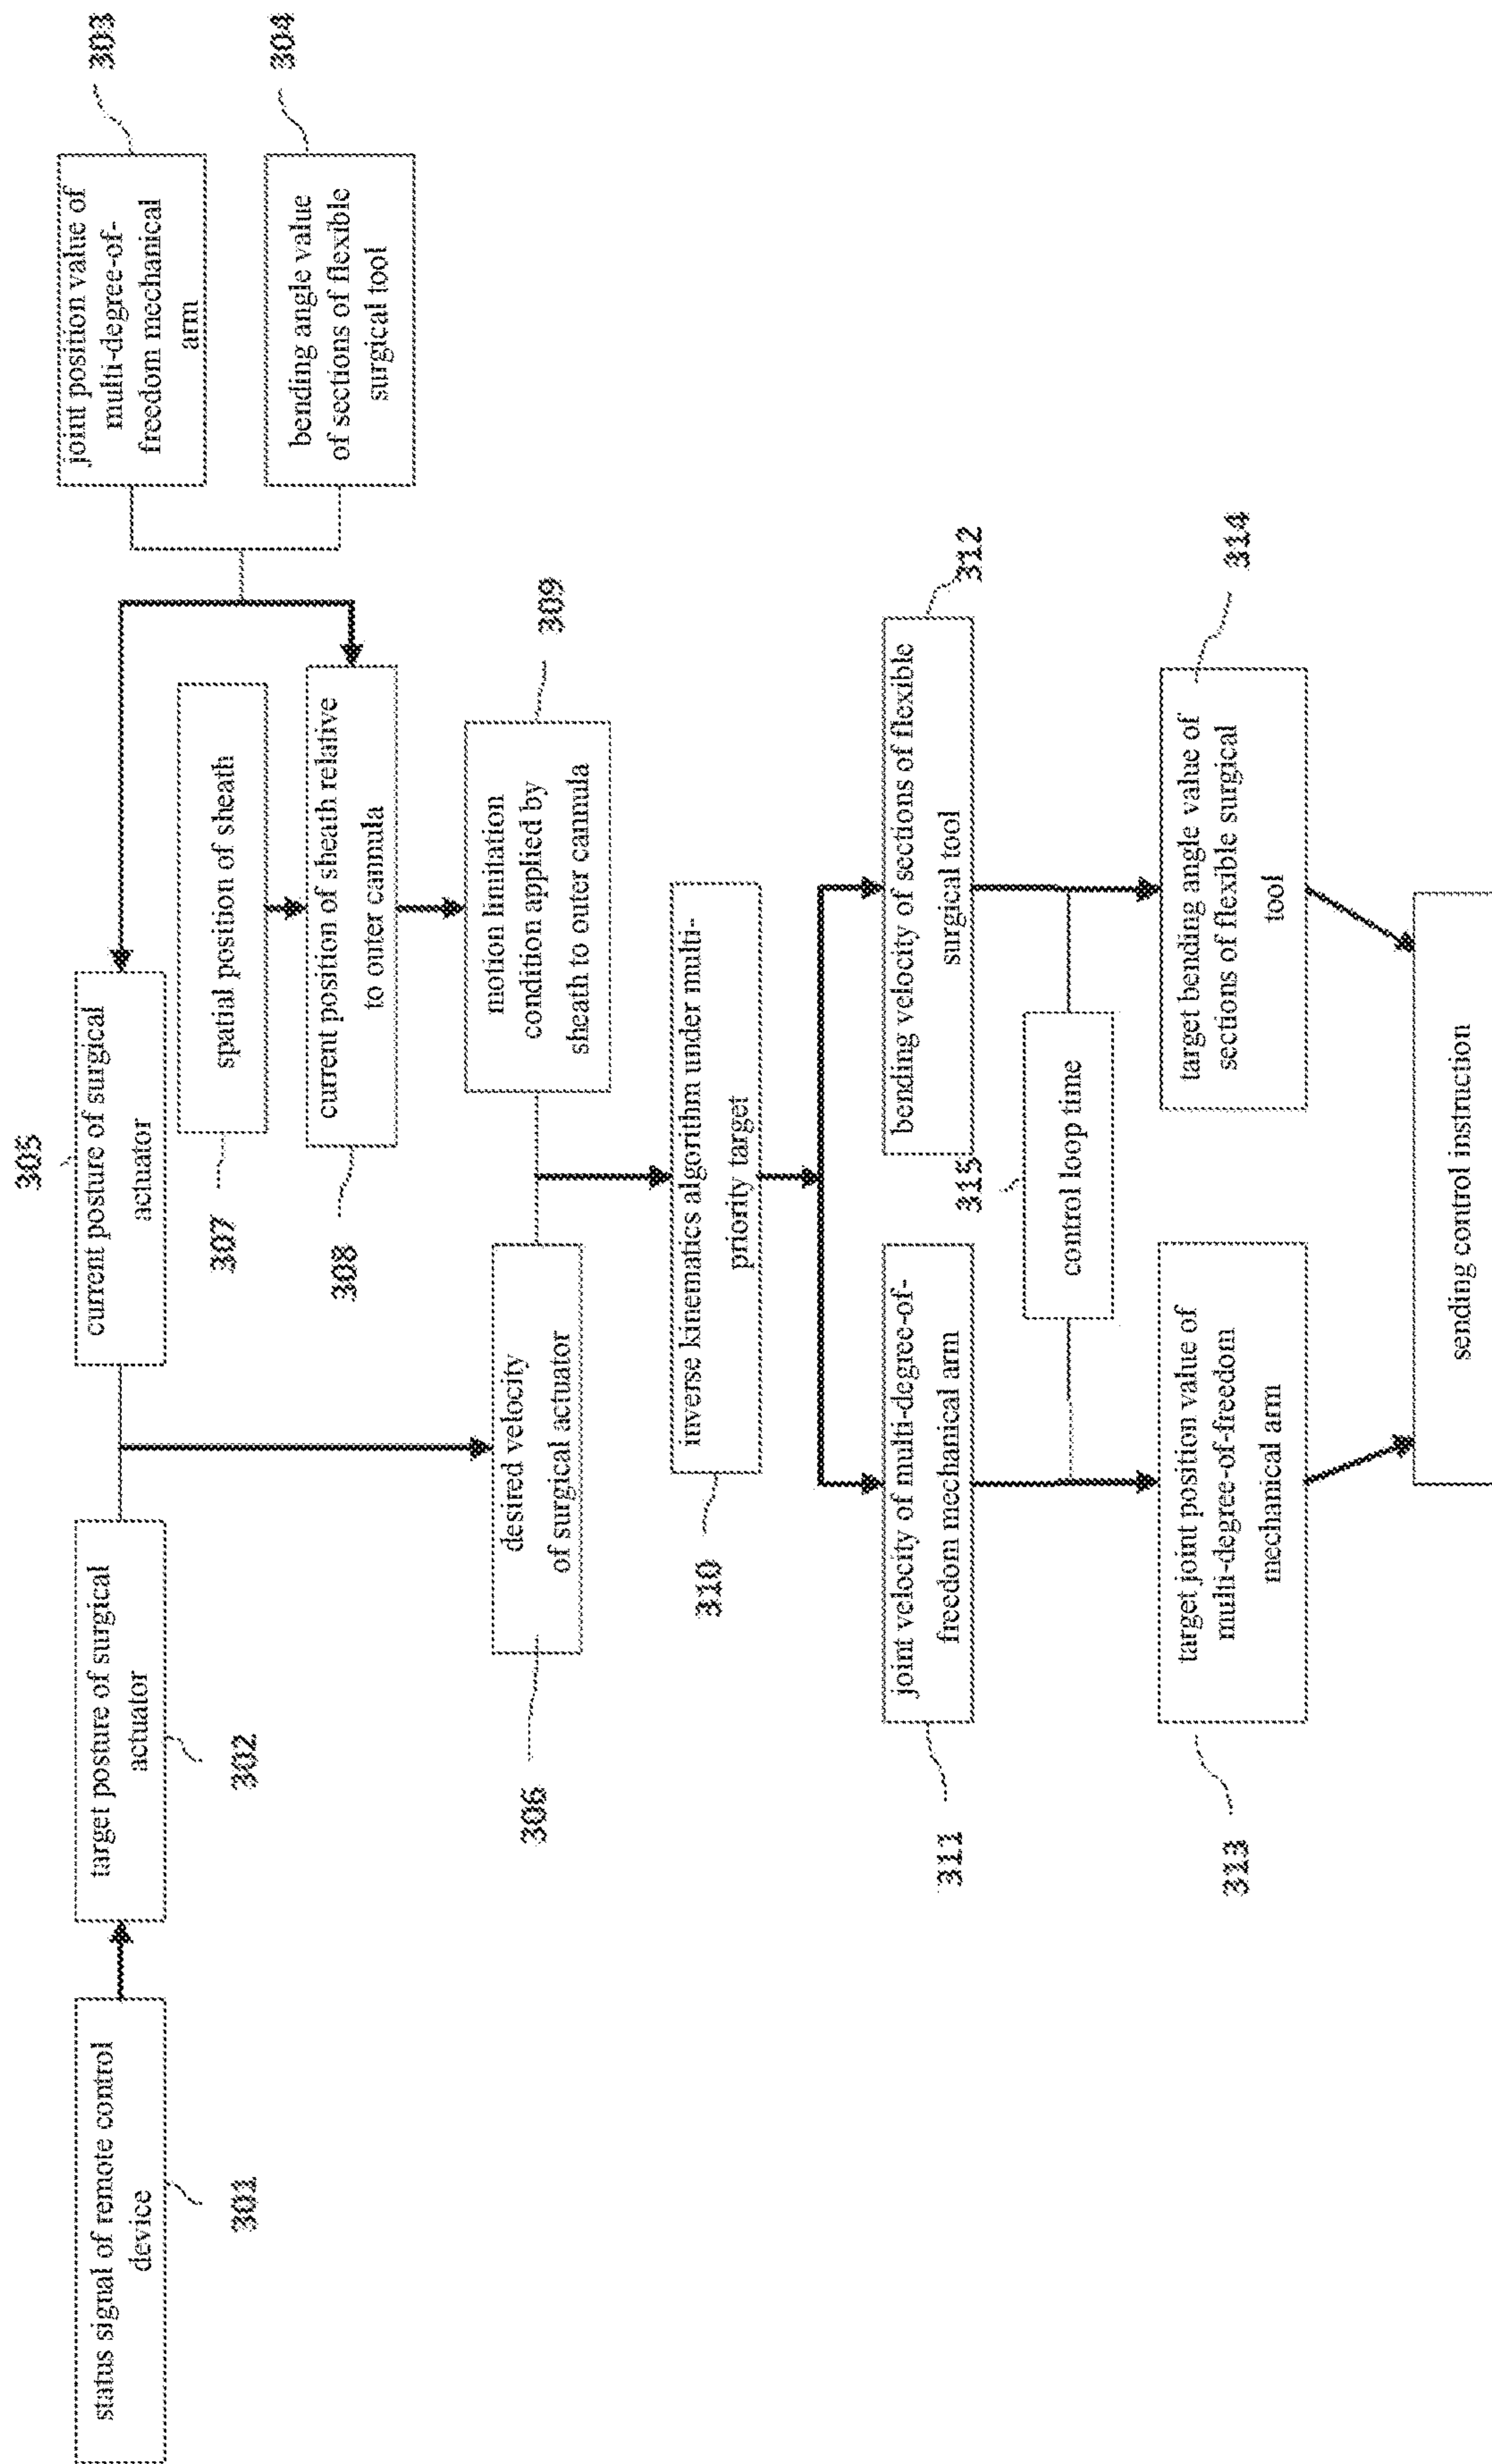 status signal of remote control
device
301
target posture of surgical
actuator
302
305
current posture of surgical
actuator
joint position value of
multi-degree-of-
freedom mechanical
arm
303
bending angle value
of sections of flexible
surgical tool
304
spatial position of sheath
307
current position of sheath relative
to outer cannula
308
motion limitation
condition applied by
sheath to outer cannula
309
desired velocity
of surgical actuator
306
inverse kinematics algorithm under multi-
priority target
310
joint velocity of multi-degree-of-
freedom mechanical arm
311
bending velocity of sections of flexible
surgical tool
312
315
control loop time
target joint position value of
multi-degree-of-freedom
mechanical arm
313
target bending angle value of
sections of flexible surgical
tool
314
sending control instruction